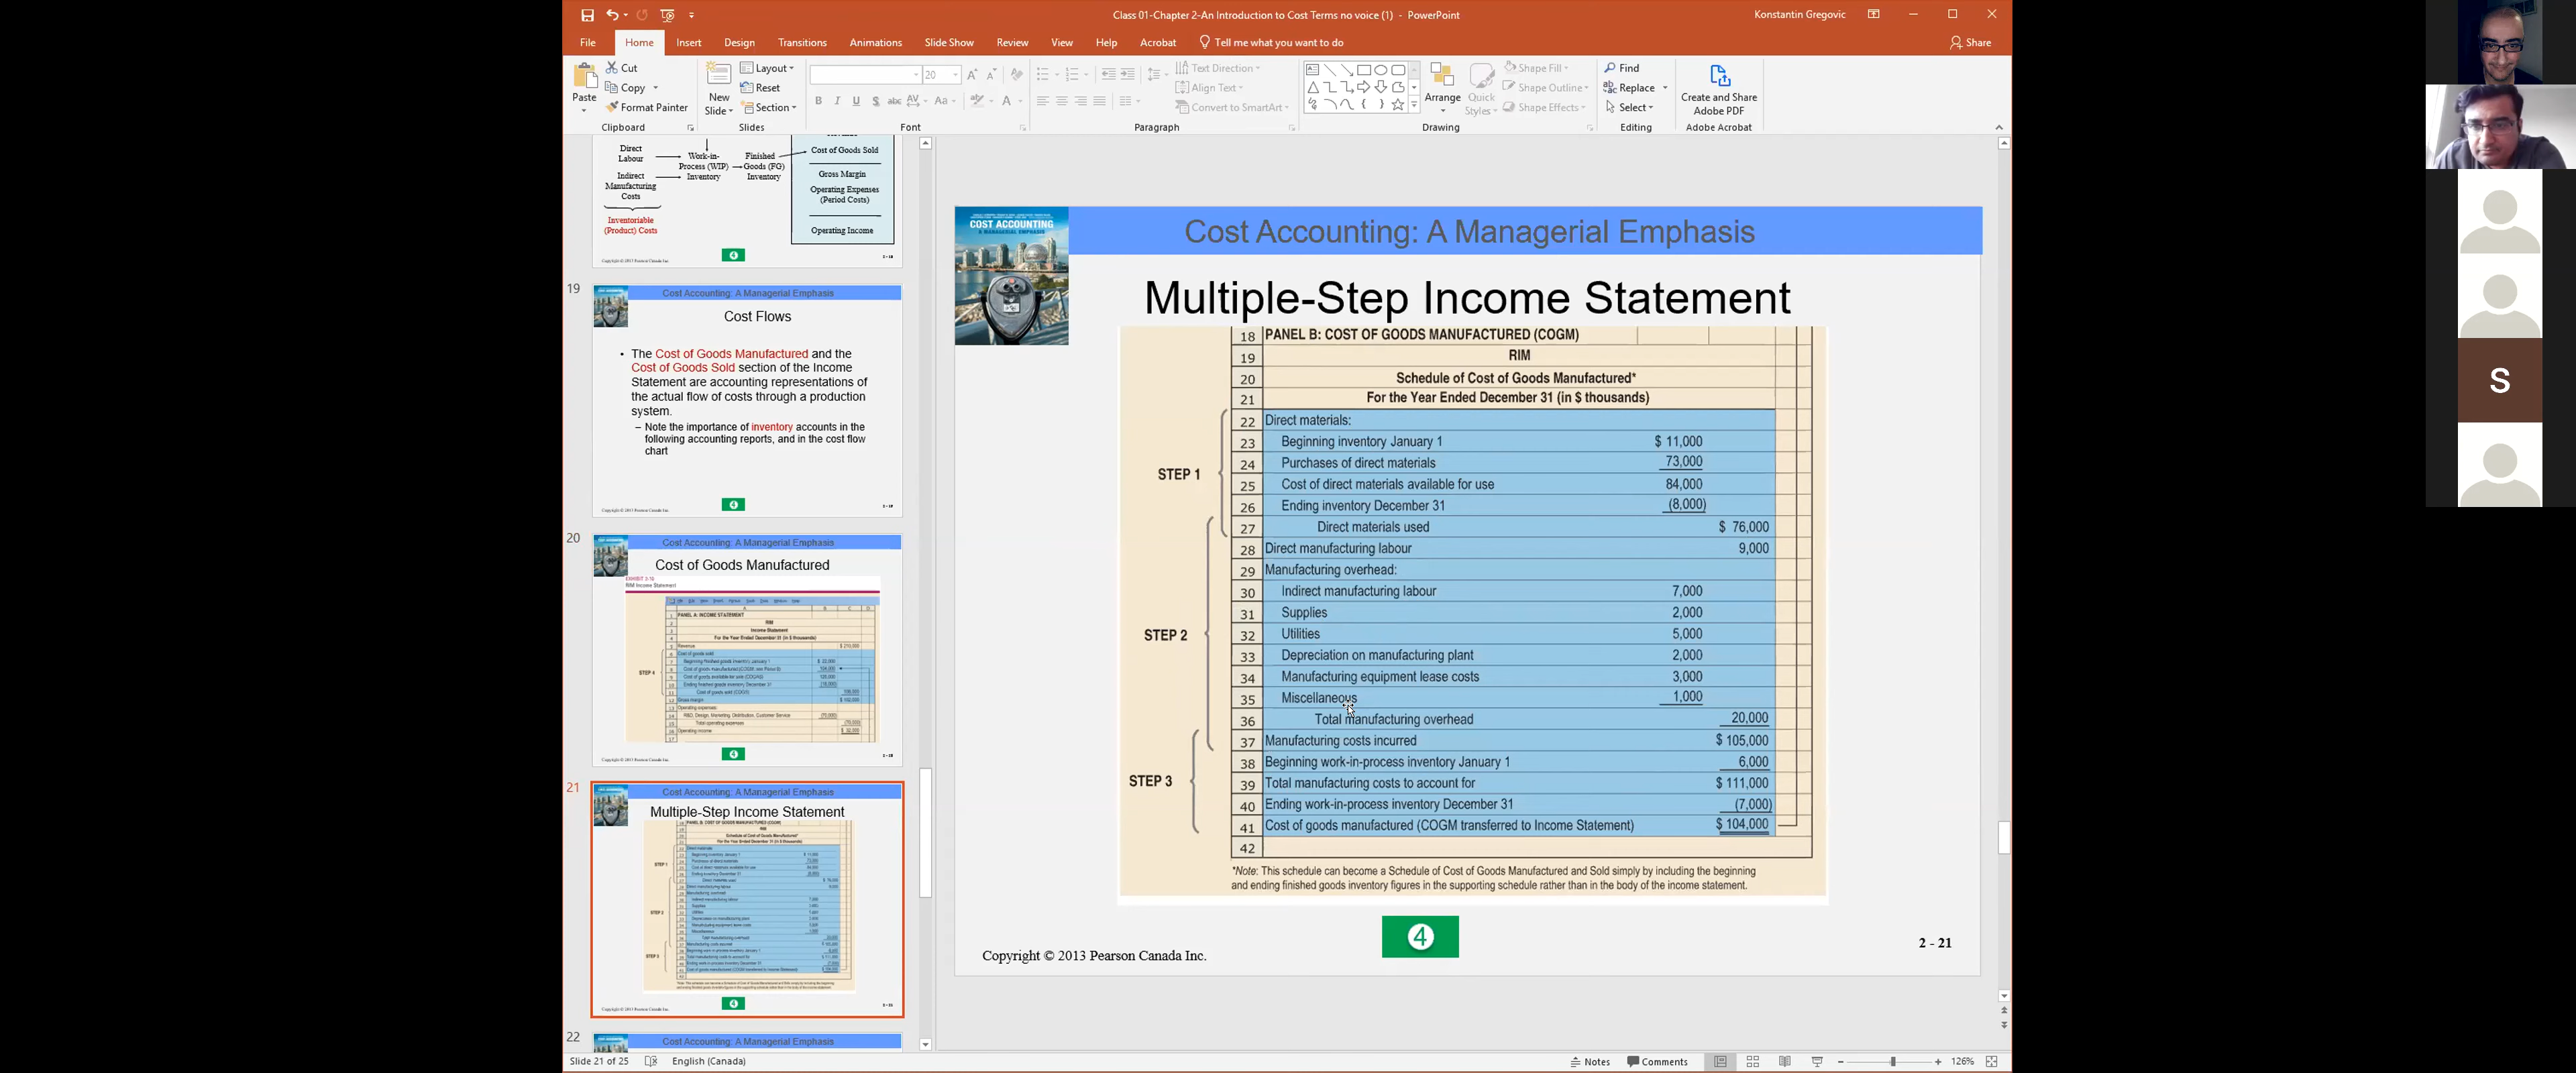 Class 01-Chapter 2-An Introduction to Cost Terms no voice (1) - PowerPoint
Konstantin Gregovic
File Home Insert Design Transitions Animations Slide Show Review View Help Acrobat Tell me what you want to do Share
Paste
Cut
Copy
Format Painter
Clipboard
New Slide
Layout
Reset
Section
Slides
20
Font
Text Direction
Align Text
Convert to SmartArt
Paragraph
Arrange
Quick Styles
Shape Fill
Shape Outline
Shape Effects
Drawing
Find
Replace
Select
Editing
Create and Share Adobe PDF
Adobe Acrobat
Direct Labour
Indirect Manufacturing Costs
Inventoriable (Product) Costs
Work-in-Process (WIP) Inventory
Finished Goods (FG) Inventory
Cost of Goods Sold
Gross Margin
Operating Expenses (Period Costs)
Operating Income
4
19
Cost Accounting: A Managerial Emphasis
Cost Flows
• The Cost of Goods Manufactured and the
Cost of Goods Sold section of the Income
Statement are accounting representations of
the actual flow of costs through a production
system.
– Note the importance of inventory accounts in the
following accounting reports, and in the cost flow
chart
4
20
Cost Accounting: A Managerial Emphasis
Cost of Goods Manufactured
4
21
Cost Accounting: A Managerial Emphasis
Multiple-Step Income Statement
4
22
Cost Accounting: A Managerial Emphasis
COST ACCOUNTING
A MANAGERIAL EMPHASIS
Cost Accounting: A Managerial Emphasis
Multiple-Step Income Statement
18 PANEL B: COST OF GOODS MANUFACTURED (COGM)
19 RIM
20 Schedule of Cost of Goods Manufactured*
21 For the Year Ended December 31 (in $ thousands)
22 Direct materials:
23 Beginning inventory January 1 $ 11,000
24 Purchases of direct materials 73,000
STEP 1
25 Cost of direct materials available for use 84,000
26 Ending inventory December 31 (8,000)
27 Direct materials used $ 76,000
28 Direct manufacturing labour 9,000
29 Manufacturing overhead:
30 Indirect manufacturing labour 7,000
31 Supplies 2,000
STEP 2
32 Utilities 5,000
33 Depreciation on manufacturing plant 2,000
34 Manufacturing equipment lease costs 3,000
35 Miscellaneous 1,000
36 Total manufacturing overhead 20,000
37 Manufacturing costs incurred $ 105,000
38 Beginning work-in-process inventory January 1 6,000
STEP 3
39 Total manufacturing costs to account for $ 111,000
40 Ending work-in-process inventory December 31 (7,000)
41 Cost of goods manufactured (COGM transferred to Income Statement) $ 104,000
42
*Note: This schedule can become a Schedule of Cost of Goods Manufactured and Sold simply by including the beginning
and ending finished goods inventory figures in the supporting schedule rather than in the body of the income statement.
4
Copyright © 2013 Pearson Canada Inc.
2 - 21
S
Slide 21 of 25 English (Canada) Notes Comments 126%